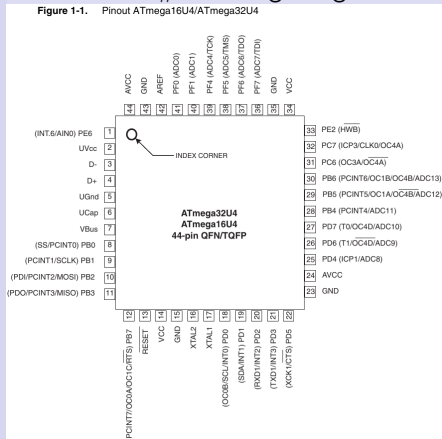 Figure 1-1. Pinout ATmega16U4/ATmega32U4
AVCC
GND
AREF
PF0 (ADC0)
PF1 (ADC1)
PF4 (ADC4/TCK)
PF5 (ADC5/TMS)
PF6 (ADC6/TDO)
PF7 (ADC7/TDI)
GND
VCC
44
43
42
41
40
39
38
37
36
35
34
(INT.6/AIN0) PE6 1
UVcc 2
D- 3
D+ 4
UGnd 5
UCap 6
VBus 7
(SS/PCINT0) PB0 8
(PCINT1/SCLK) PB1 9
(PDI/PCINT2/MOSI) PB2 10
(PDO/PCINT3/MISO) PB3 11
INDEX CORNER
ATmega32U4
ATmega16U4
44-pin QFN/TQFP
33 PE2 (HWB)
32 PC7 (ICP3/CLK0/OC4A)
31 PC6 (OC3A/OC4A)
30 PB6 (PCINT6/OC1B/OC4B/ADC13)
29 PB5 (PCINT5/OC1A/OC4B/ADC12)
28 PB4 (PCINT4/ADC11)
27 PD7 (T0/OC4D/ADC10)
26 PD6 (T1/OC4D/ADC9)
25 PD4 (ICP1/ADC8)
24 AVCC
23 GND
12
13
14
15
16
17
18
19
20
21
22
PCINT7/OC0A/OC1C/RTS) PB7
RESET
VCC
GND
XTAL2
XTAL1
(OC0B/SCL/INT0) PD0
(SDA/INT1) PD1
(RXD1/INT2) PD2
(TXD1/INT3) PD3
(XCK1/CTS) PD5